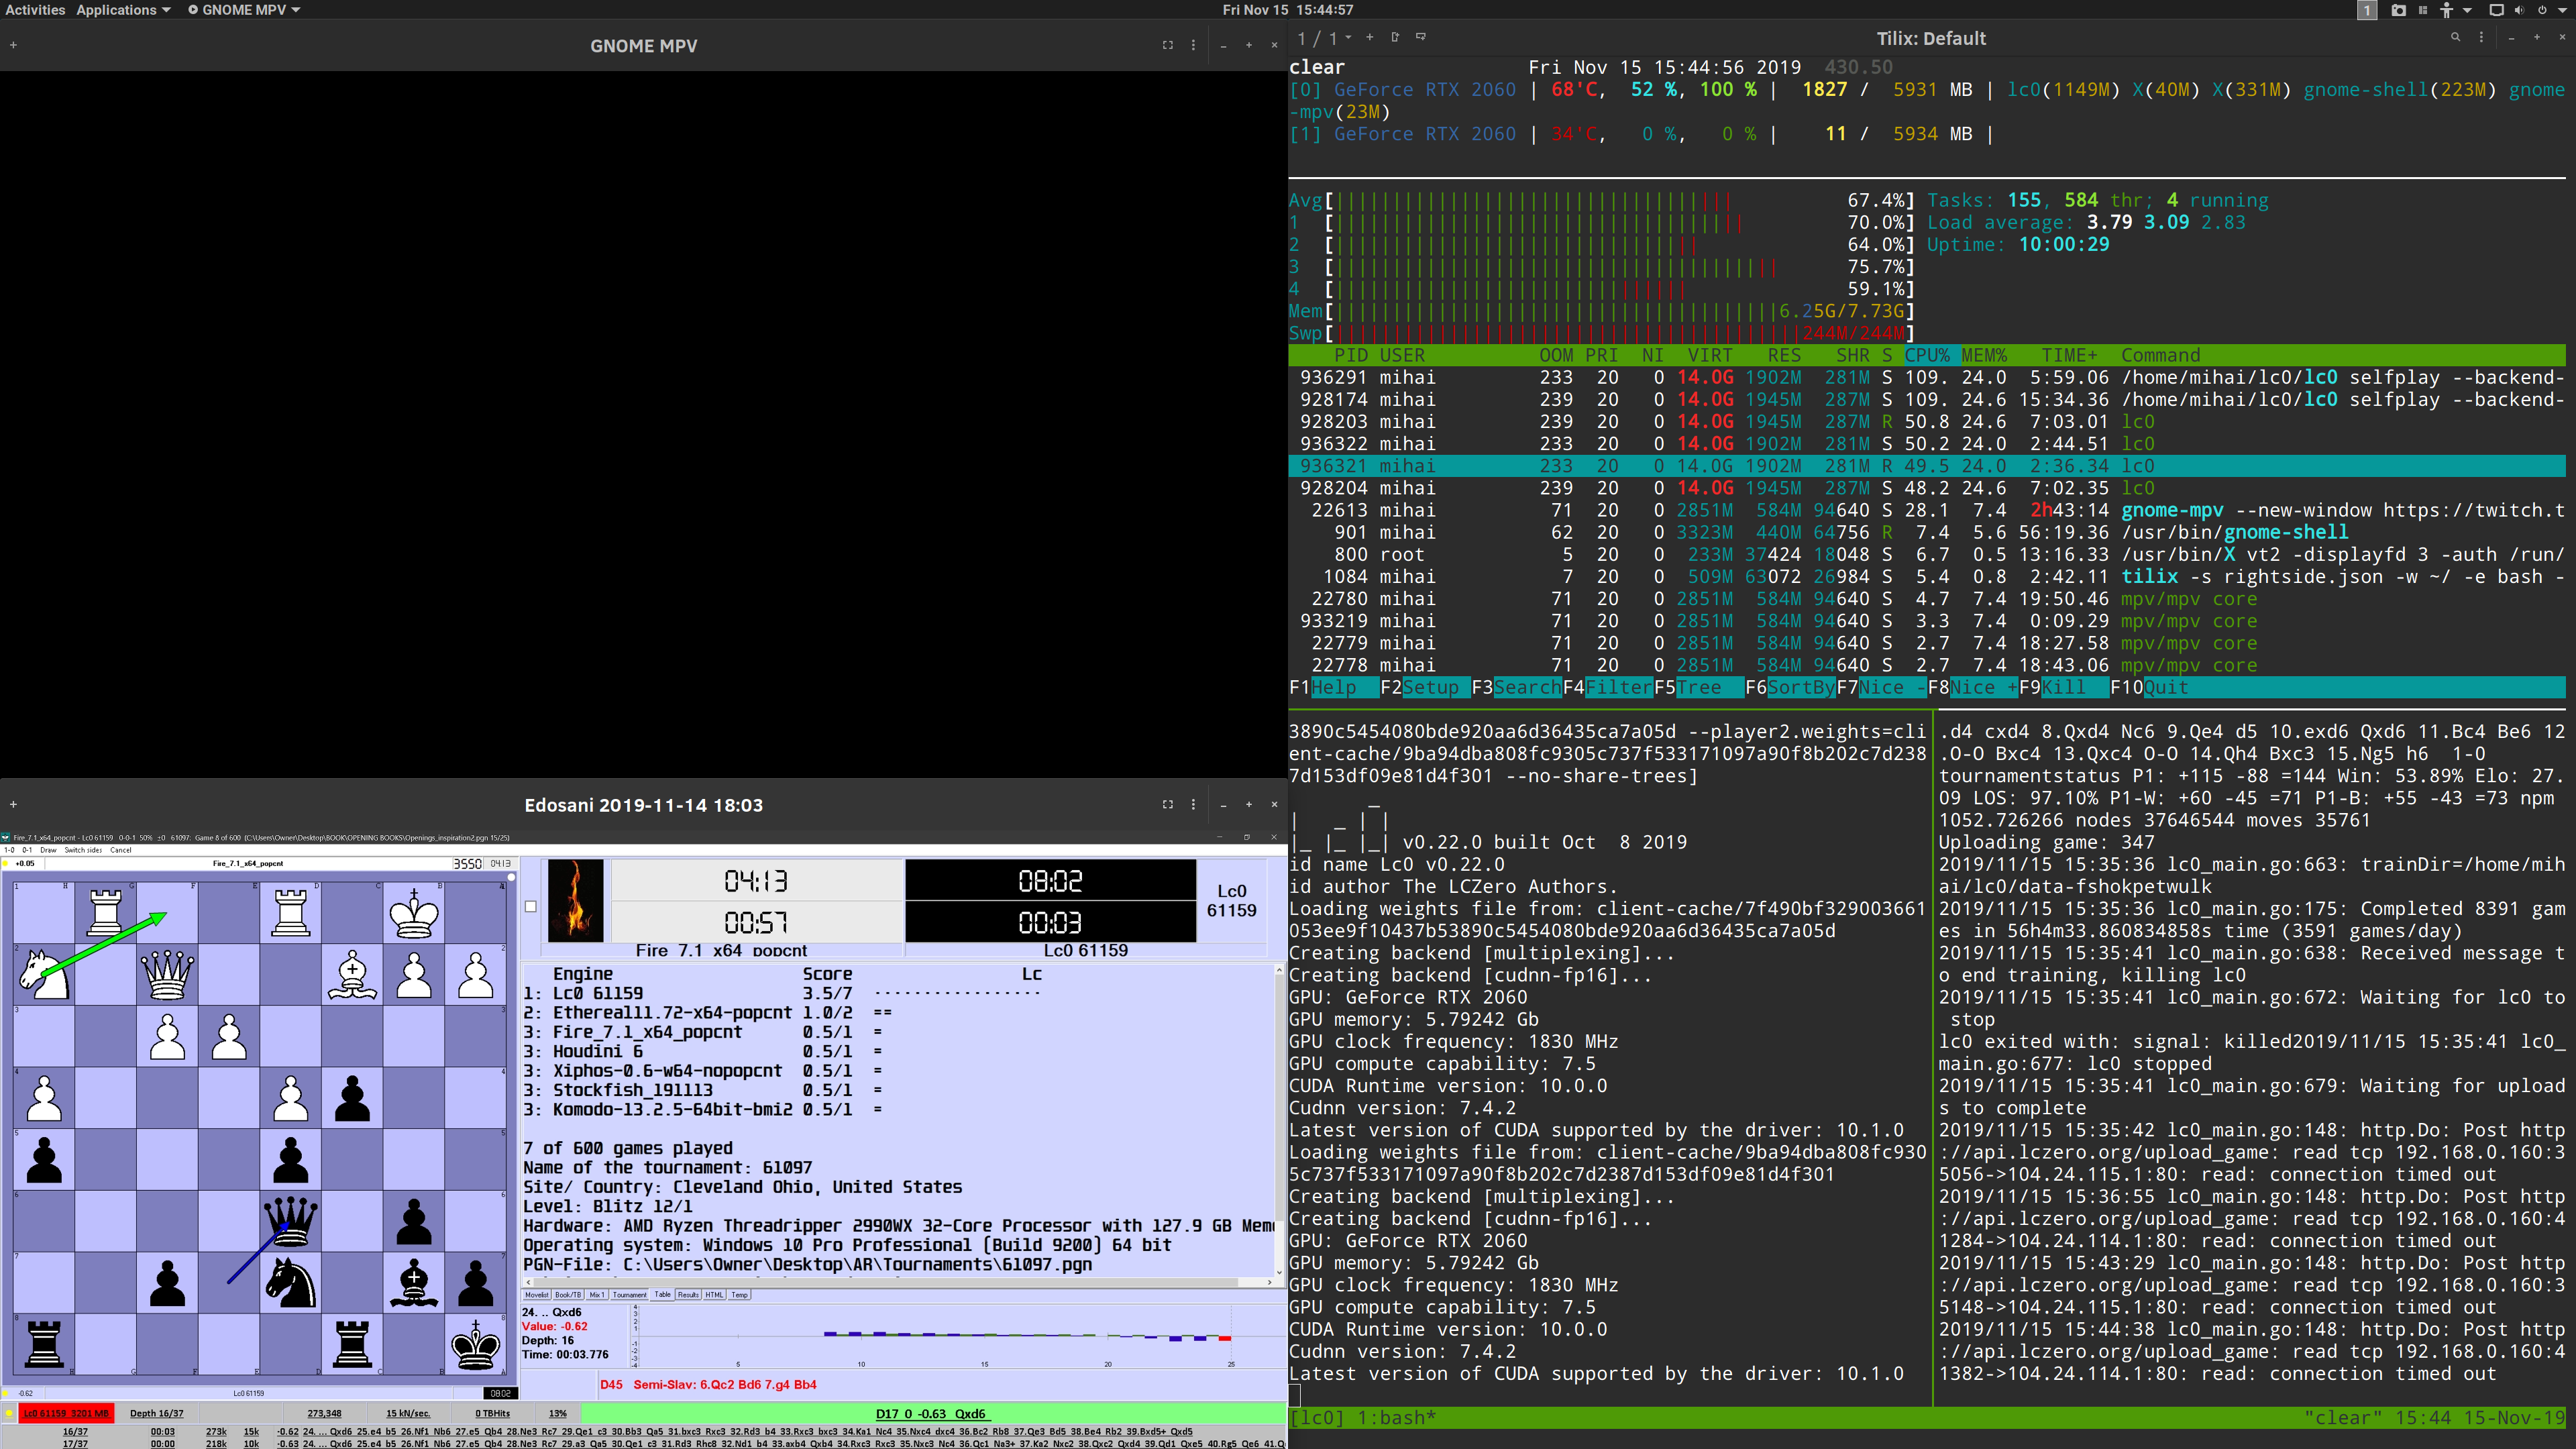 Activities Applications GNOME MPV Fri Nov 15 15:44:57 1
GNOME MPV
1 / 1 Tilix: Default
clear Fri Nov 15 15:44:56 2019 430.50
[0] GeForce RTX 2060 | 68'C, 52 %, 100 % | 1827 / 5931 MB | lc0(1149M) X(40M) X(331M) gnome-shell(223M) gnome
-mpv(23M)
[1] GeForce RTX 2060 | 34'C, 0 %, 0 % | 11 / 5934 MB |
Avg[ 67.4%] Tasks: 155, 584 thr; 4 running
1 [ 70.0%] Load average: 3.79 3.09 2.83
2 [ 64.0%] Uptime: 10:00:29
3 [ 75.7%]
4 [ 59.1%]
Mem[ 6.25G/7.73G]
Swp[ 244M/244M]
PID USER OOM PRI NI VIRT RES SHR S CPU% MEM% TIME+ Command
936291 mihai 233 20 0 14.0G 1902M 281M S 109. 24.0 5:59.06 /home/mihai/lc0/lc0 selfplay --backend-
928174 mihai 239 20 0 14.0G 1945M 287M S 109. 24.6 15:34.36 /home/mihai/lc0/lc0 selfplay --backend-
928203 mihai 239 20 0 14.0G 1945M 287M R 50.8 24.6 7:03.01 lc0
936322 mihai 233 20 0 14.0G 1902M 281M S 50.2 24.0 2:44.51 lc0
936321 mihai 233 20 0 14.0G 1902M 281M R 49.5 24.0 2:36.34 lc0
928204 mihai 239 20 0 14.0G 1945M 287M S 48.2 24.6 7:02.35 lc0
22613 mihai 71 20 0 2851M 584M 94640 S 28.1 7.4 2h43:14 gnome-mpv --new-window https://twitch.t
901 mihai 62 20 0 3323M 440M 64756 R 7.4 5.6 56:19.36 /usr/bin/gnome-shell
800 root 5 20 0 233M 37424 18048 S 6.7 0.5 13:16.33 /usr/bin/X vt2 -displayfd 3 -auth /run/
1084 mihai 7 20 0 509M 63072 26984 S 5.4 0.8 2:42.11 tilix -s rightside.json -w ~/ -e bash -
22780 mihai 71 20 0 2851M 584M 94640 S 4.7 7.4 19:50.46 mpv/mpv core
933219 mihai 71 20 0 2851M 584M 94640 S 3.3 7.4 0:09.29 mpv/mpv core
22779 mihai 71 20 0 2851M 584M 94640 S 2.7 7.4 18:27.58 mpv/mpv core
22778 mihai 71 20 0 2851M 584M 94640 S 2.7 7.4 18:43.06 mpv/mpv core
F1Help F2Setup F3SearchF4FilterF5Tree F6SortByF7Nice -F8Nice +F9Kill F10Quit
3890c5454080bde920aa6d36435ca7a05d --player2.weights=cli
ent-cache/9ba94dba808fc9305c737f533171097a90f8b202c7d238
7d153df09e81d4f301 --no-share-trees]
       _
|   _ | |
|_ |_ |_| v0.22.0 built Oct  8 2019
id name Lc0 v0.22.0
id author The LCZero Authors.
Loading weights file from: client-cache/7f490bf329003661
053ee9f10437b53890c5454080bde920aa6d36435ca7a05d
Creating backend [multiplexing]...
Creating backend [cudnn-fp16]...
GPU: GeForce RTX 2060
GPU memory: 5.79242 Gb
GPU clock frequency: 1830 MHz
GPU compute capability: 7.5
CUDA Runtime version: 10.0.0
Cudnn version: 7.4.2
Latest version of CUDA supported by the driver: 10.1.0
Loading weights file from: client-cache/9ba94dba808fc930
5c737f533171097a90f8b202c7d2387d153df09e81d4f301
Creating backend [multiplexing]...
Creating backend [cudnn-fp16]...
GPU: GeForce RTX 2060
GPU memory: 5.79242 Gb
GPU clock frequency: 1830 MHz
GPU compute capability: 7.5
CUDA Runtime version: 10.0.0
Cudnn version: 7.4.2
Latest version of CUDA supported by the driver: 10.1.0
.d4 cxd4 8.Qxd4 Nc6 9.Qe4 d5 10.exd6 Qxd6 11.Bc4 Be6 12
.O-O Bxc4 13.Qxc4 O-O 14.Qh4 Bxc3 15.Ng5 h6  1-0
tournamentstatus P1: +115 -88 =144 Win: 53.89% Elo: 27.
09 LOS: 97.10% P1-W: +60 -45 =71 P1-B: +55 -43 =73 npm
1052.726266 nodes 37646544 moves 35761
Uploading game: 347
2019/11/15 15:35:36 lc0_main.go:663: trainDir=/home/mih
ai/lc0/data-fshokpetwulk
2019/11/15 15:35:36 lc0_main.go:175: Completed 8391 gam
es in 56h4m33.860834858s time (3591 games/day)
2019/11/15 15:35:41 lc0_main.go:638: Received message t
o end training, killing lc0
2019/11/15 15:35:41 lc0_main.go:672: Waiting for lc0 to
 stop
lc0 exited with: signal: killed2019/11/15 15:35:41 lc0_
main.go:677: lc0 stopped
2019/11/15 15:35:41 lc0_main.go:679: Waiting for upload
s to complete
2019/11/15 15:35:42 lc0_main.go:148: http.Do: Post http
://api.lczero.org/upload_game: read tcp 192.168.0.160:3
5056->104.24.115.1:80: read: connection timed out
2019/11/15 15:36:55 lc0_main.go:148: http.Do: Post http
://api.lczero.org/upload_game: read tcp 192.168.0.160:4
1284->104.24.114.1:80: read: connection timed out
2019/11/15 15:43:29 lc0_main.go:148: http.Do: Post http
://api.lczero.org/upload_game: read tcp 192.168.0.160:3
5148->104.24.115.1:80: read: connection timed out
2019/11/15 15:44:38 lc0_main.go:148: http.Do: Post http
://api.lczero.org/upload_game: read tcp 192.168.0.160:4
1382->104.24.114.1:80: read: connection timed out
[lc0] 1:bash* "clear" 15:44 15-Nov-19
Edosani 2019-11-14 18:03
Fire_7.1_x64_popcnt - Lc0 61159 0-0-1 50% ±0 61097: Game 8 of 600 (C:\Users\Owner\Desktop\BOOK\OPENING BOOKS\Openings_inspiration2.pgn 15/25)
1-0 0-1 Draw Switch sides Cancel
+0.05 Fire_7.1_x64_popcnt 3550 04:13
04:13 08:02 Lc0
00:57 00:03 61159
Fire_7.1_x64_popcnt Lc0 61159
Engine Score Lc
1: Lc0 61159 3.5/7 ·················
2: Ethereal11.72-x64-popcnt 1.0/2 ==
3: Fire_7.1_x64_popcnt 0.5/1 =
3: Houdini 6 0.5/1 =
3: Xiphos-0.6-w64-nopopcnt 0.5/1 =
3: Stockfish_191113 0.5/1 =
3: Komodo-13.2.5-64bit-bmi2 0.5/1 =
7 of 600 games played
Name of the tournament: 61097
Site/ Country: Cleveland Ohio, United States
Level: Blitz 12/1
Hardware: AMD Ryzen Threadripper 2990WX 32-Core Processor with 127.9 GB Mem
Operating system: Windows 10 Pro Professional (Build 9200) 64 bit
PGN-File: C:\Users\Owner\Desktop\AR\Tournaments\61097.pgn
Movelist Book/TB Mix 1 Tournament Table Results HTML Temp
24. .. Qxd6
Value: -0.62
Depth: 16
Time: 00:03.776
5 10 15 20 25
D45 Semi-Slav: 6.Qc2 Bd6 7.g4 Bb4
-0.62 Lc0 61159 08:02
Lc0 61159 3201 MB Depth 16/37 273,348 15 kN/sec. 0 TBHits 13% D17 0 -0.63 Qxd6
16/37 00:03 273k 15k -0.62 24. ... Qxd6 25.e4 b5 26.Nf1 Nb6 27.e5 Qb4 28.Ne3 Rc7 29.Qe1 c3 30.Bb3 Qa5 31.bxc3 Rxc3 32.Rd3 b4 33.Rxc3 bxc3 34.Ka1 Nc4 35.Nxc4 dxc4 36.Bc2 Rb8 37.Qe3 Bd5 38.Be4 Rb2 39.Bxd5+ Qxd5
17/37 00:00 218k 10k -0.63 24. ... Qxd6 25.e4 b5 26.Nf1 Nb6 27.e5 Qb4 28.Ne3 Rc7 29.a3 Qa5 30.Qe1 c3 31.Rd3 Rhc8 32.Nd1 b4 33.axb4 Qxb4 34.Rxc3 Rxc3 35.Nxc3 Nc4 36.Qc1 Na3+ 37.Ka2 Nxc2 38.Qxc2 Qxd4 39.Qd1 Qxe5 40.Rg5 Qe6 41.Q